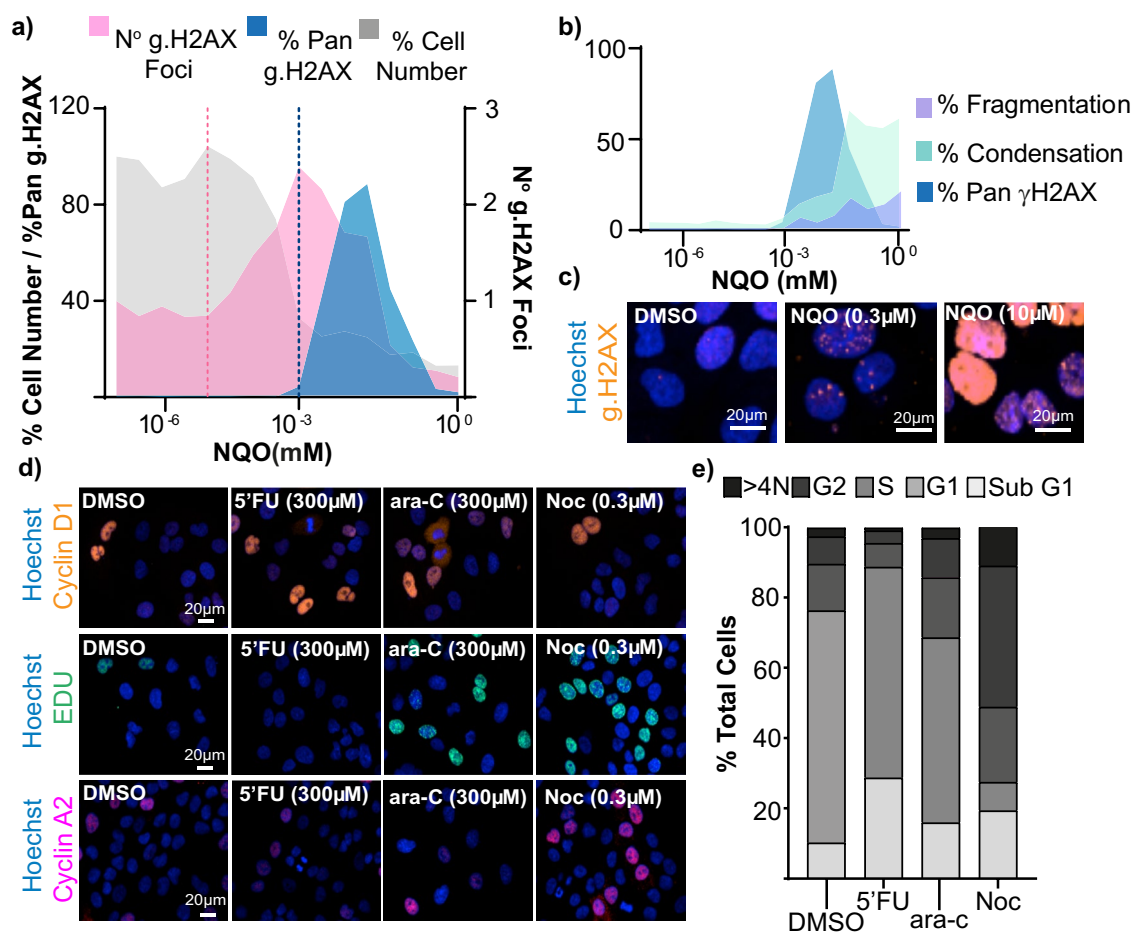 a)
Nº g.H2AX
Foci
% Pan
g.H2AX
% Cell
Number
% Cell Number / %Pan g.H2AX
120
80
40
3
2
1
Nº g.H2AX Foci
10-6
10-3
100
NQO(mM)
b)
100
50
0
10-6
10-3
100
NQO (mM)
% Fragmentation
% Condensation
% Pan γH2AX
c)
Hoechst
g.H2AX
DMSO
20µm
NQO (0.3µM)
20µm
NQO (10µM)
20µm
d)
Hoechst
Cyclin D1
DMSO
20µm
5’FU (300µM)
ara-C (300µM)
Noc (0.3µM)
Hoechst
EDU
DMSO
20µm
5’FU (300µM)
ara-C (300µM)
Noc (0.3µM)
Hoechst
Cyclin A2
DMSO
20µm
5’FU (300µM)
ara-C (300µM)
Noc (0.3µM)
e)
>4N
G2
S
G1
Sub G1
% Total Cells
100
80
60
40
20
DMSO
5’FU
ara-c
Noc